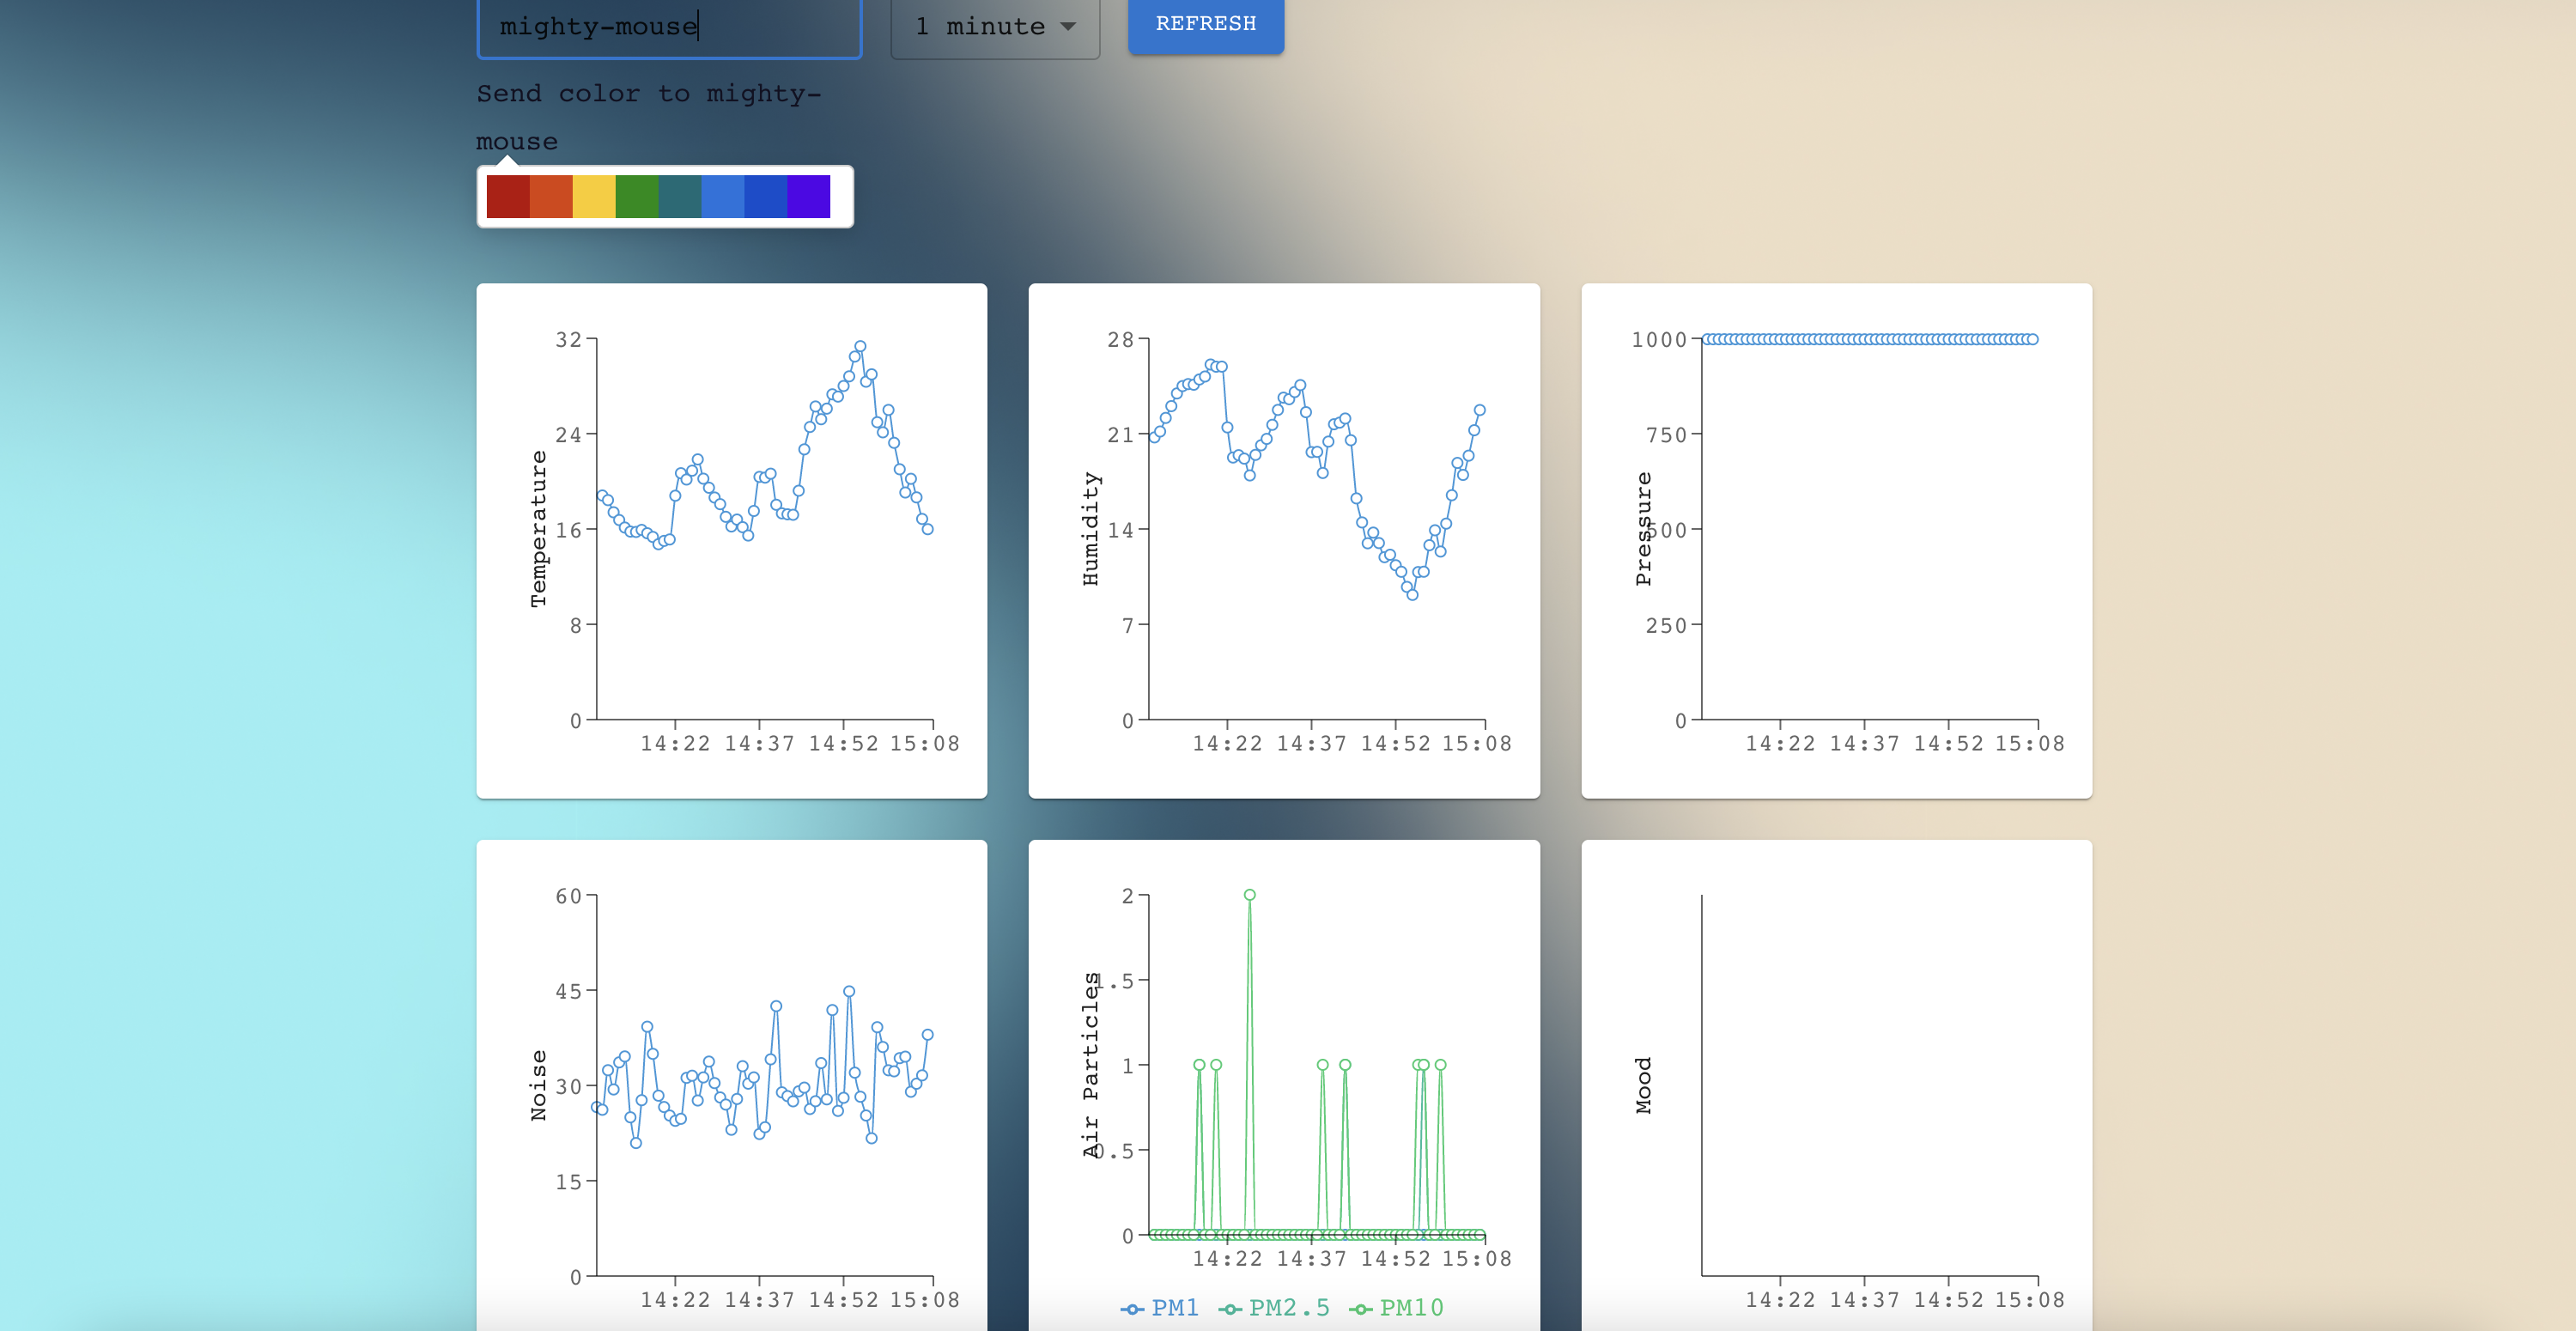 mighty-mouse
1 minute
REFRESH
Send color to mighty-
mouse
32
24
16
8
0
Temperature
14:22 14:37 14:52 15:08
28
21
14
7
0
Humidity
14:22 14:37 14:52 15:08
1000
750
500
250
0
Pressure
14:22 14:37 14:52 15:08
60
45
30
15
0
Noise
14:22 14:37 14:52 15:08
2
1.5
1
0.5
0
Air Particles
14:22 14:37 14:52 15:08
PM1 PM2.5 PM10
Mood
14:22 14:37 14:52 15:08